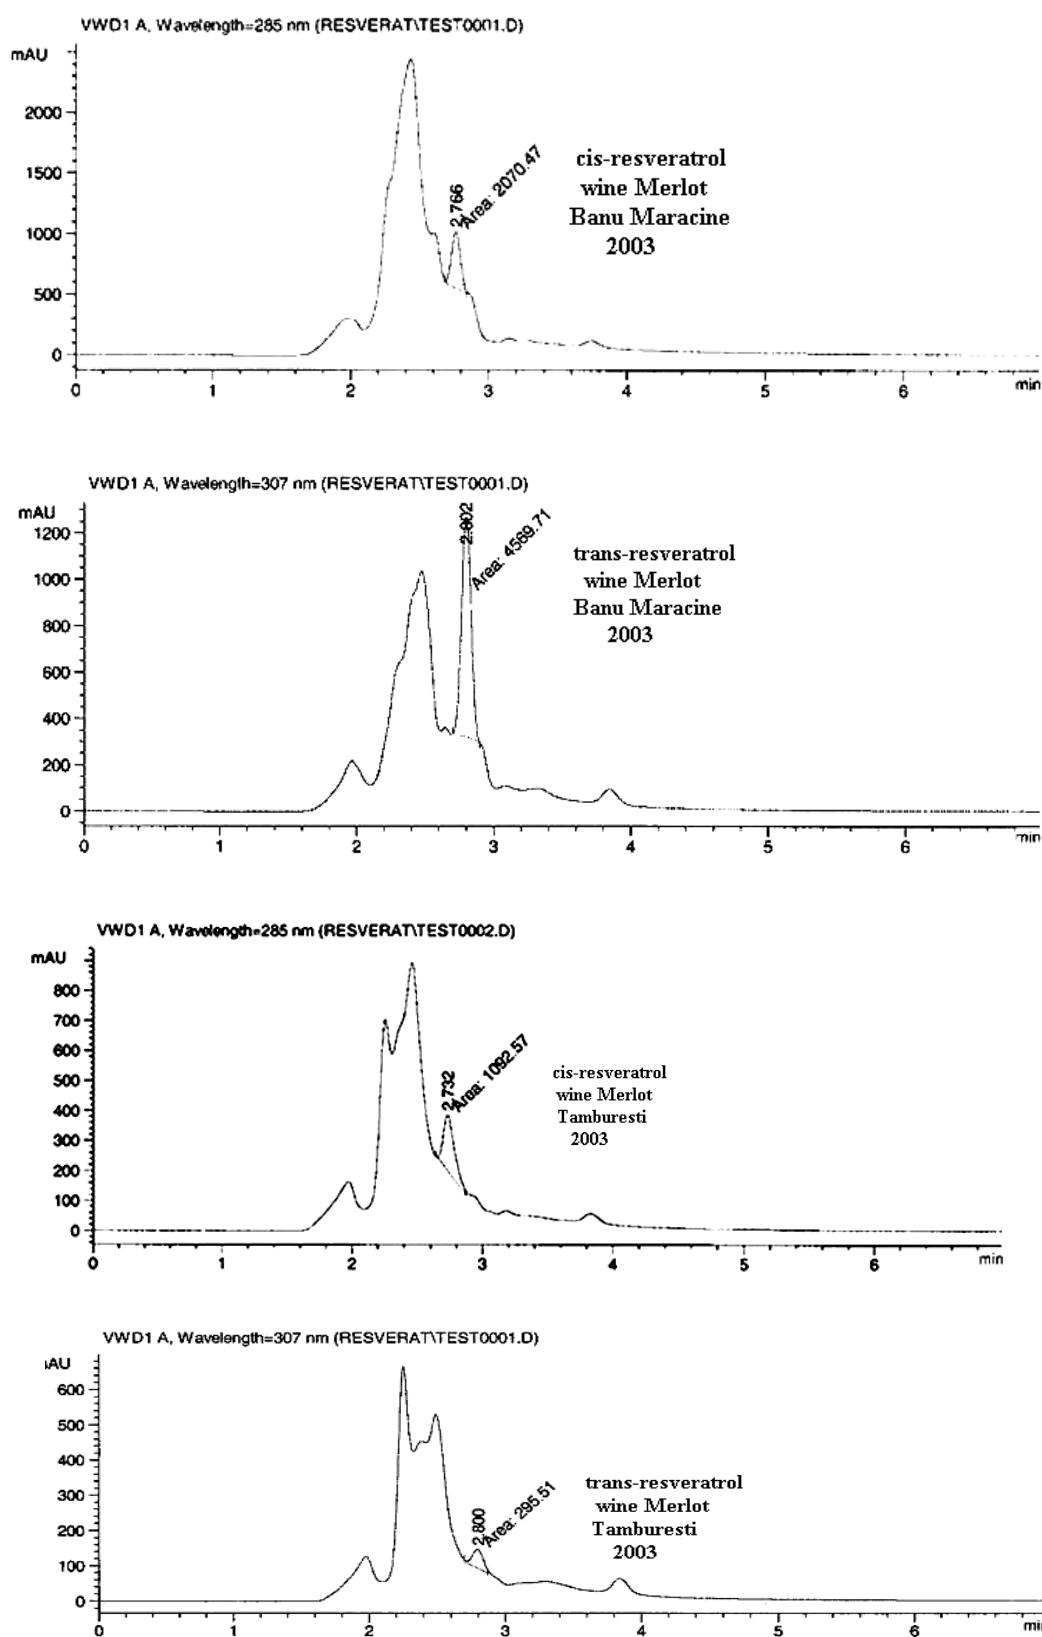 VWD1 A, Wavelength=285 nm (RESVERAT\TEST0001.D)
mAU
2000
1500
1000
500
0
2.766
Area: 2070.47
cis-resveratrol
wine Merlot
Banu Maracine
2003
0 1 2 3 4 5 6 min
VWD1 A, Wavelength=307 nm (RESVERAT\TEST0001.D)
mAU
1200
1000
800
600
400
200
0
2.802
Area: 4569.71
trans-resveratrol
wine Merlot
Banu Maracine
2003
0 1 2 3 4 5 6 min
VWD1 A, Wavelength=285 nm (RESVERAT\TEST0002.D)
mAU
800
700
600
500
400
300
200
100
0
2.732
Area: 1092.57
cis-resveratrol
wine Merlot
Tamburesti
2003
0 1 2 3 4 5 6 min
VWD1 A, Wavelength=307 nm (RESVERAT\TEST0001.D)
AU
600
500
400
300
200
100
0
2.800
Area: 295.51
trans-resveratrol
wine Merlot
Tamburesti
2003
0 1 2 3 4 5 6 min